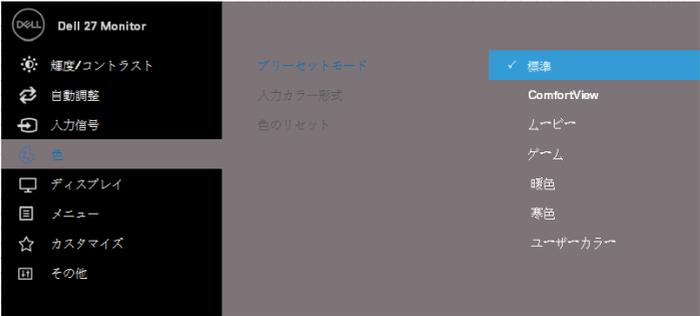 DELL
Dell 27 Monitor
輝度/コントラスト
自動調整
入力信号
色
ディスプレイ
メニュー
カスタマイズ
その他
プリーセットモード
入力カラー形式
色のリセット
標準
ComfortView
ムービー
ゲーム
暖色
寒色
ユーザーカラー